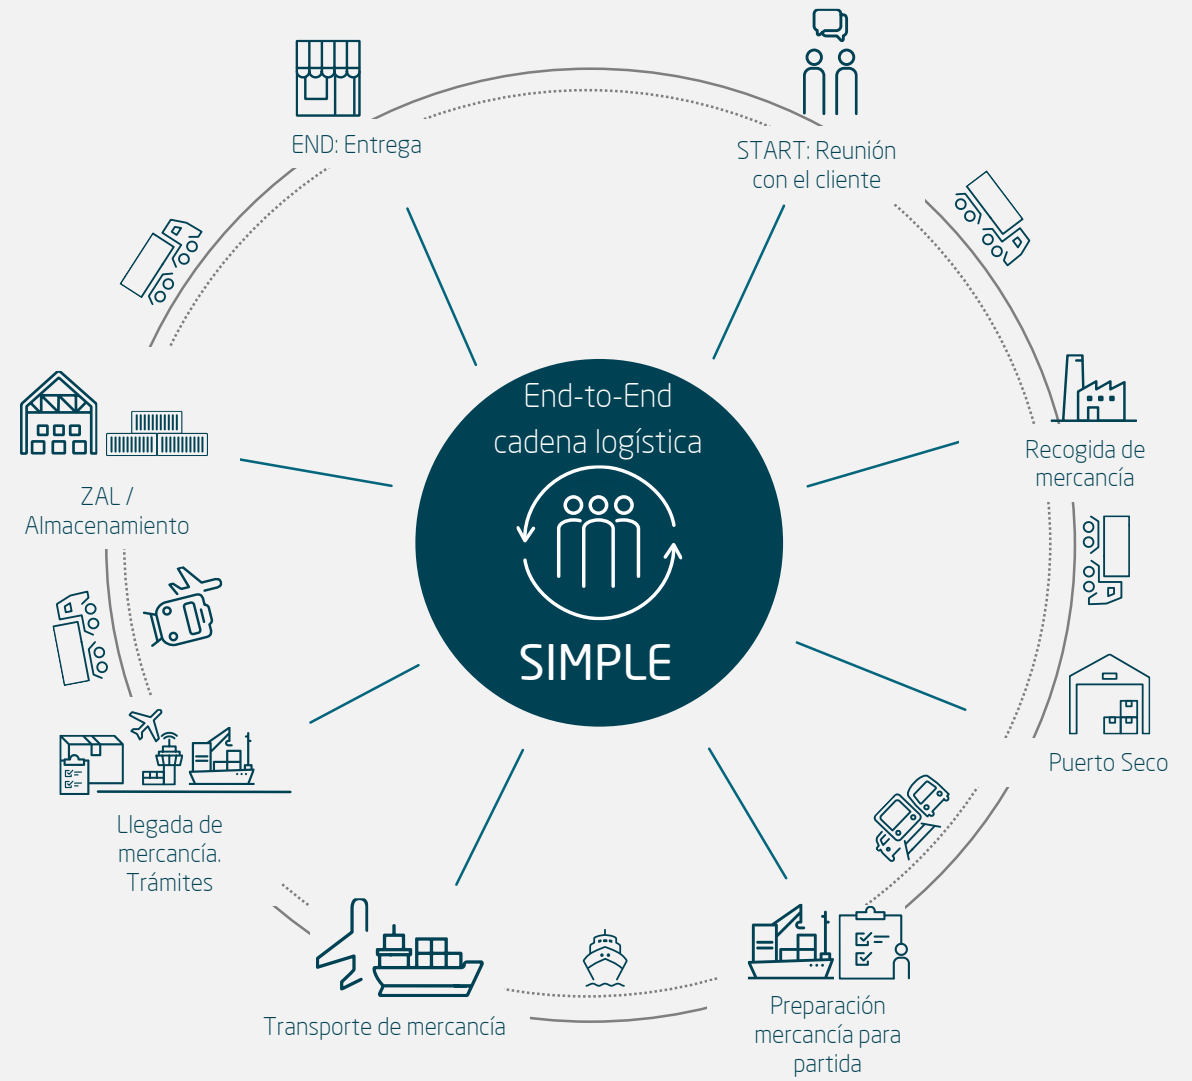 END: Entrega
START: Reunión
con el cliente
End-to-End
cadena logística
SIMPLE
Recogida de
mercancía
Puerto Seco
Preparación
mercancía para
partida
Transporte de mercancía
Llegada de
mercancía.
Trámites
ZAL /
Almacenamiento